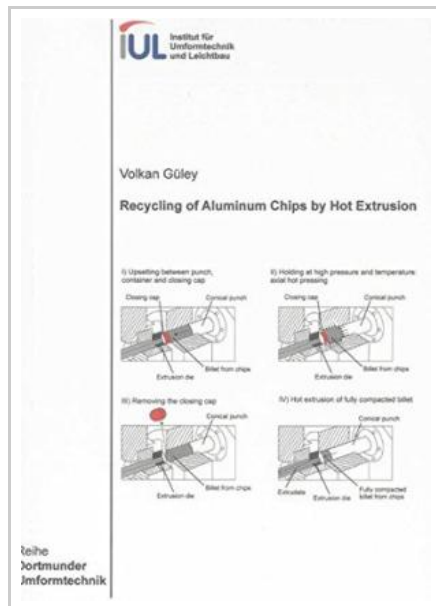 IUL
Institut für
Umformtechnik
und Leichtbau
Volkan Güley
Recycling of Aluminum Chips by Hot Extrusion
I) Upsetting between punch,
container and closing cap
Closing cap
Conical punch
Extrusion die
Billet from chips
II) Holding at high pressure and temperature:
axial hot pressing
Closing cap
Conical punch
Extrusion die
Billet from chips
III) Removing the closing cap
Conical punch
Extrusion die
Billet from chips
IV) Hot extrusion of fully compacted billet
Conical punch
Extrudate
Extrusion die
Fully compacted
billet from chips
Reihe
Dortmunder
Umformtechnik